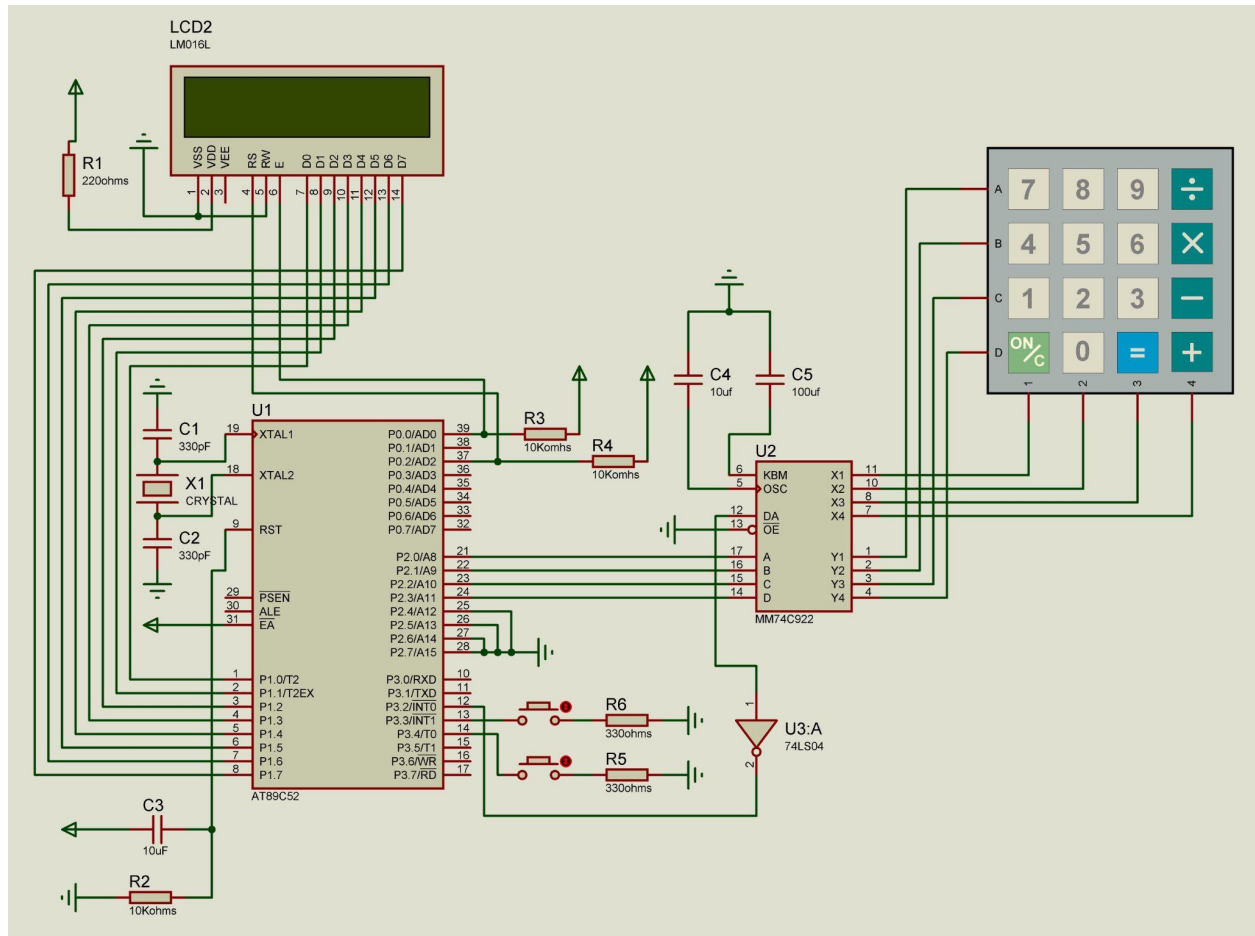 LCD2
LM016L
R1
220ohms
VSS VDD VEE RS RW E D0 D1 D2 D3 D4 D5 D6 D7
1 2 3 4 5 6 7 8 9 10 11 12 13 14
A 7 8 9 ÷
B 4 5 6 ×
C 1 2 3 −
D ON/C 0 = +
1 2 3 4
C4
10uf
C5
100uf
R3
10Komhs
R4
10Komhs
C1
330pF
X1
CRYSTAL
C2
330pF
U1
19 XTAL1
18 XTAL2
9 RST
29 PSEN
30 ALE
31 EA
1 P1.0/T2
2 P1.1/T2EX
3 P1.2
4 P1.3
5 P1.4
6 P1.5
7 P1.6
8 P1.7
P0.0/AD0 39
P0.1/AD1 38
P0.2/AD2 37
P0.3/AD3 36
P0.4/AD4 35
P0.5/AD5 34
P0.6/AD6 33
P0.7/AD7 32
P2.0/A8 21
P2.1/A9 22
P2.2/A10 23
P2.3/A11 24
P2.4/A12 25
P2.5/A13 26
P2.6/A14 27
P2.7/A15 28
P3.0/RXD 10
P3.1/TXD 11
P3.2/INT0 12
P3.3/INT1 13
P3.4/T0 14
P3.5/T1 15
P3.6/WR 16
P3.7/RD 17
AT89C52
U2
6 KBM X1 11
5 OSC X2 10
X3 8
12 DA X4 7
13 OE
17 A Y1 1
16 B Y2 2
15 C Y3 3
14 D Y4 4
MM74C922
R6
330ohms
R5
330ohms
1
U3:A
74LS04
2
C3
10uF
R2
10Kohms